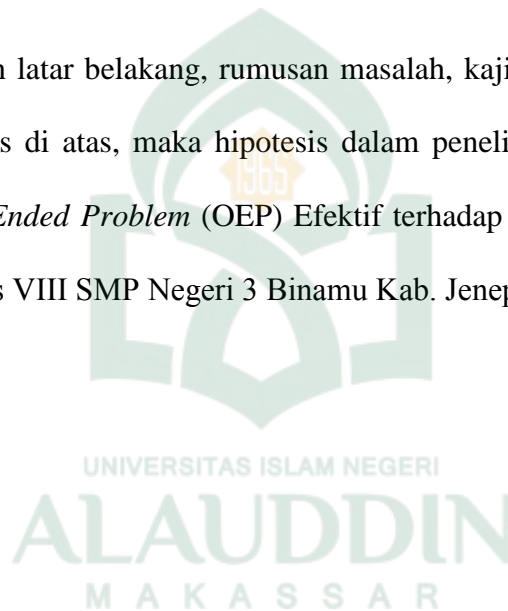 n latar belakang, rumusan masalah, kaji
s di atas, maka hipotesis dalam peneli
Ended Problem (OEP) Efektif terhadap
s VIII SMP Negeri 3 Binamu Kab. Jenep
1965
UNIVERSITAS ISLAM NEGERI
ALAUDDIN
MAKASSAR